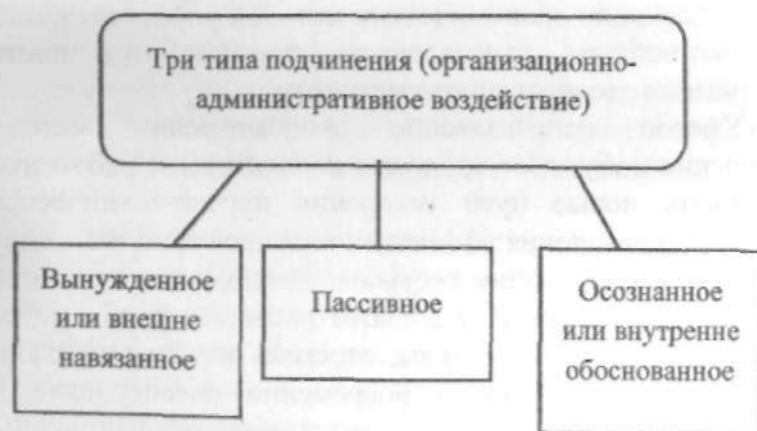 Три типа подчинения (организационно-
административное воздействие)
Вынужденное
или внешне
навязанное
Пассивное
Осознанное
или внутренне
обоснованное